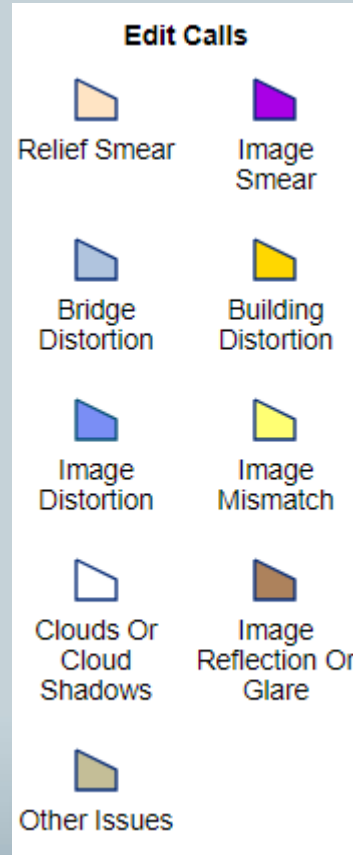 Edit Calls
Relief Smear
Image
Smear
Bridge
Distortion
Building
Distortion
Image
Distortion
Image
Mismatch
Clouds Or
Cloud
Shadows
Image
Reflection Or
Glare
Other Issues